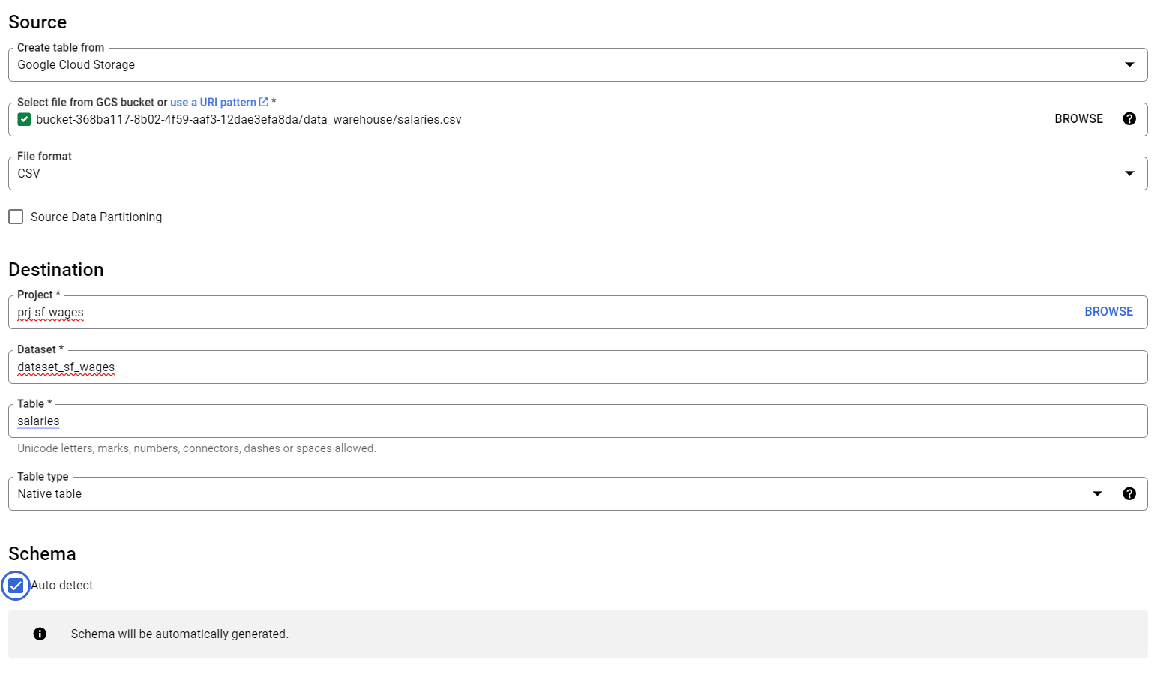 Source
Create table from
Google Cloud Storage
Select file from GCS bucket or use a URI pattern *
bucket-368ba117-8b02-4f59-aaf3-12dae3efa8da/data_warehouse/salaries.csv
BROWSE
File format
CSV
Source Data Partitioning
Destination
Project *
prj-sf-wages
BROWSE
Dataset *
dataset_sf_wages
Table *
salaries
Unicode letters, marks, numbers, connectors, dashes or spaces allowed.
Table type
Native table
Schema
Auto detect
Schema will be automatically generated.